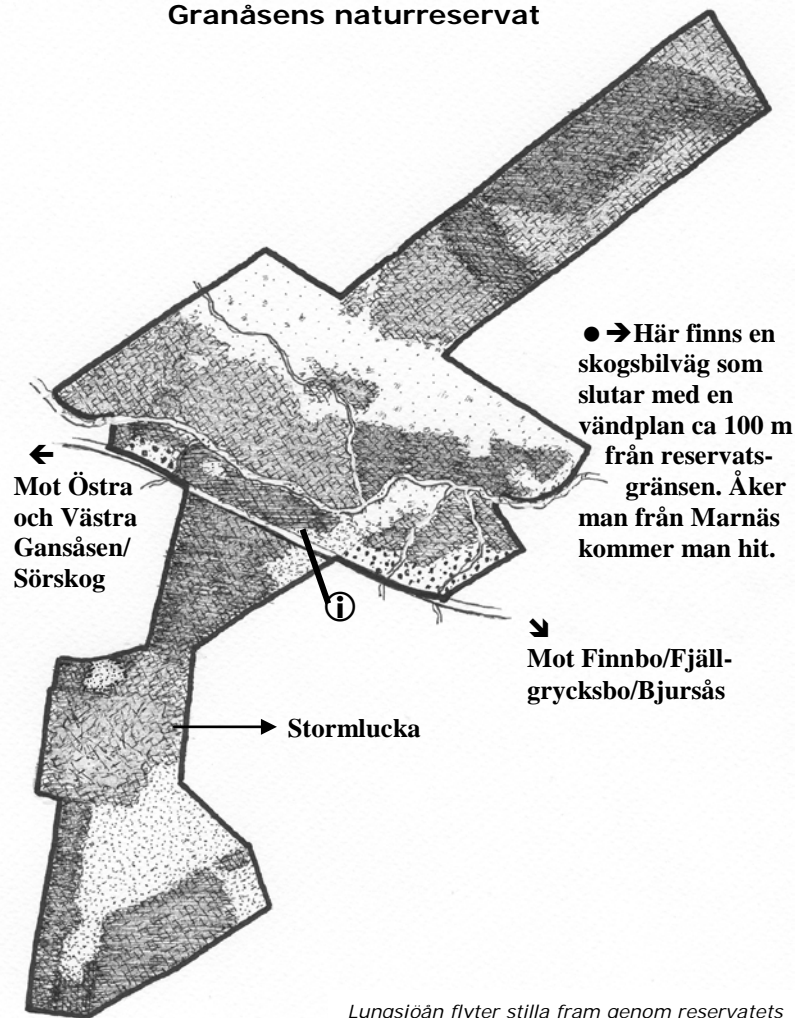 Granåsens naturreservat
● ➔Här finns en
skogsbilväg som
slutar med en
vändplan ca 100 m
från reservats-
gränsen. Åker
man från Marnäs
kommer man hit.
Mot Östra
och Västra
Gansåsen/
Sörskog
i
Mot Finnbo/Fjäll-
grycksbo/Bjursås
Stormlucka
Lungsjöån flyter stilla fram genom reservatets